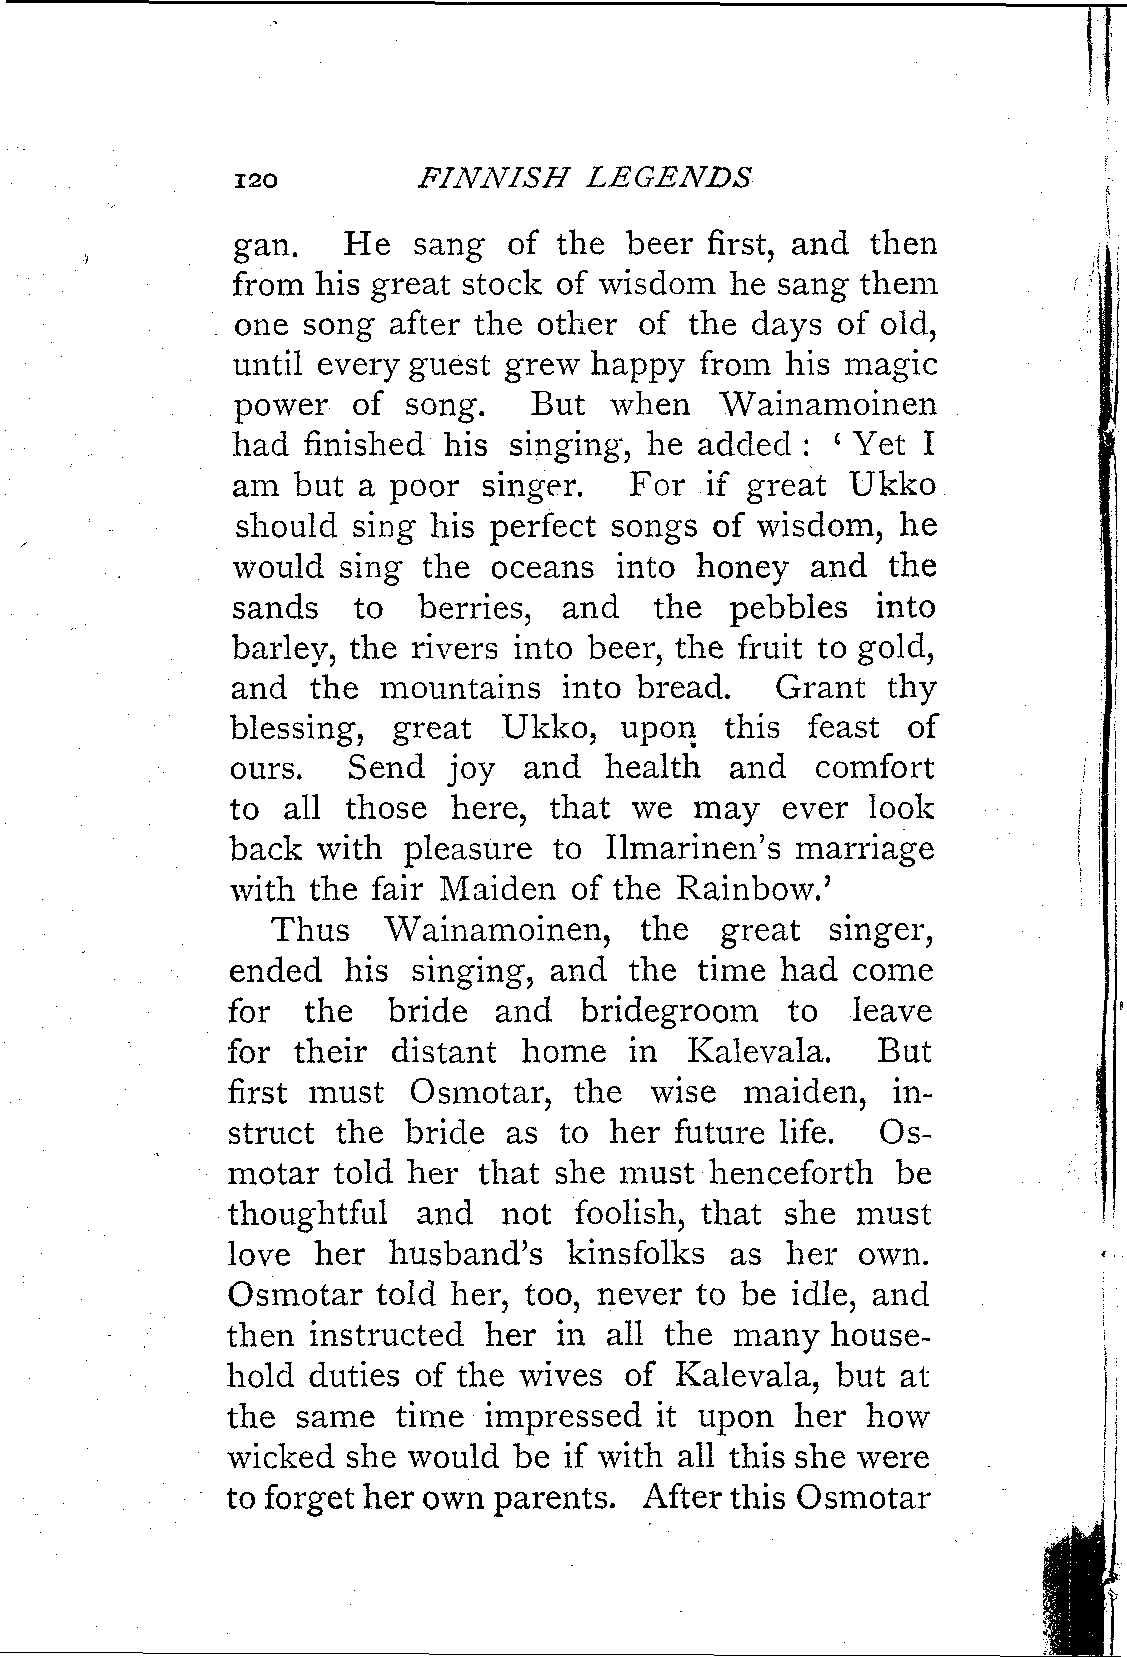 120 FINNISH LEGENDS
gan. He sang of the beer first, and then
from his great stock of wisdom he sang them
one song after the other of the days of old,
until every guest grew happy from his magic
power of song. But when Wainamoinen
had finished his singing, he added : ‘ Yet I
am but a poor singer. For if great Ukko
should sing his perfect songs of wisdom, he
would sing the oceans into honey and the
sands to berries, and the pebbles into
barley, the rivers into beer, the fruit to gold,
and the mountains into bread. Grant thy
blessing, great Ukko, upon this feast of
ours. Send joy and health and comfort
to all those here, that we may ever look
back with pleasure to Ilmarinen’s marriage
with the fair Maiden of the Rainbow.’
Thus Wainamoinen, the great singer,
ended his singing, and the time had come
for the bride and bridegroom to leave
for their distant home in Kalevala. But
first must Osmotar, the wise maiden, in-
struct the bride as to her future life. Os-
motar told her that she must henceforth be
thoughtful and not foolish, that she must
love her husband’s kinsfolks as her own.
Osmotar told her, too, never to be idle, and
then instructed her in all the many house-
hold duties of the wives of Kalevala, but at
the same time impressed it upon her how
wicked she would be if with all this she were
to forget her own parents. After this Osmotar